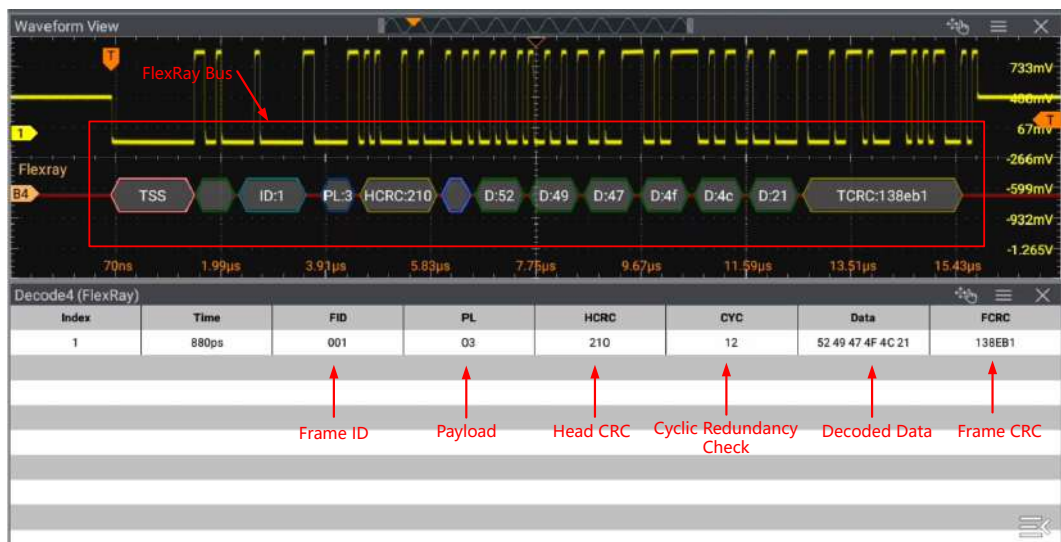 Waveform View
T
FlexRay Bus
733mV
400mV
T
1
67mV
-266mV
Flexray
B4
TSS
ID:1
PL:3
HCRC:210
D:52
D:49
D:47
D:4f
D:4c
D:21
TCRC:138eb1
-599mV
-932mV
-1.265V
70ns
1.99µs
3.91µs
5.83µs
7.75µs
9.67µs
11.59µs
13.51µs
15.43µs
Decode4 (FlexRay)
Index Time FID PL HCRC CYC Data FCRC
1 880ps 001 03 210 12 52 49 47 4F 4C 21 138EB1
Frame ID
Payload
Head CRC
Cyclic Redundancy
Check
Decoded Data
Frame CRC